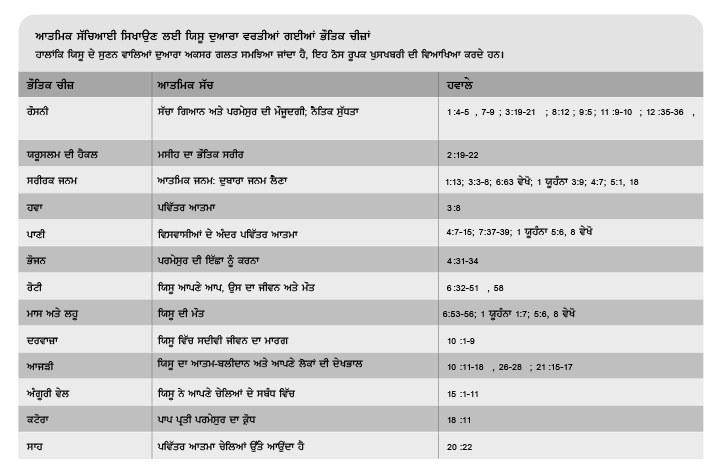 ਆਤਮਿਕ ਸੱਚਿਆਈ ਸਿਖਾਉਣ ਲਈ ਯਿਸੂ ਦੁਆਰਾ ਵਰਤੀਆਂ ਗਈਆਂ ਭੌਤਿਕ ਚੀਜ਼ਾਂ
ਹਾਲਾਂਕਿ ਯਿਸੂ ਦੇ ਸੁਣਨ ਵਾਲਿਆਂ ਦੁਆਰਾ ਅਕਸਰ ਗਲਤ ਸਮਝਿਆ ਜਾਂਦਾ ਹੈ, ਇਹ ਠੋਸ ਰੂਪਕ ਖੁਸਖਬਰੀ ਦੀ ਵਿਆਖਿਆ ਕਰਦੇ ਹਨ।
ਭੌਤਿਕ ਚੀਜ਼ ਆਤਮਿਕ ਸੱਚ ਹਵਾਲੇ
ਰੌਸਨੀ ਸੱਚਾ ਗਿਆਨ ਅਤੇ ਪਰਮੇਸੁਰ ਦੀ ਮੌਜੂਦਗੀ; ਨੈਤਿਕ ਸੁੱਧਤਾ 1 :4-5 , 7-9 ; 3:19-21 ; 8:12 ; 9:5; 11 :9-10 ; 12 :35-36 ,
ਯਰੂਸਲਮ ਦੀ ਹੈਕਲ ਮਸੀਹ ਦਾ ਭੌਤਿਕ ਸਰੀਰ 2 :19-22
ਸਰੀਰਕ ਜਨਮ ਆਤਮਿਕ ਜਨਮ: ਦੁਬਾਰਾ ਜਨਮ ਲੈਣਾ 1:13; 3:3-8; 6:63 ਵੇਖੋ; 1 ਯੂਹੰਨਾ 3:9; 4:7; 5:1, 18
ਹਵਾ ਪਵਿੱਤਰ ਆਤਮਾ 3 :8
ਪਾਣੀ ਵਿਸਵਾਸੀਆਂ ਦੇ ਅੰਦਰ ਪਵਿੱਤਰ ਆਤਮਾ 4:7-15; 7:37-39; 1 ਯੂਹੰਨਾ 5:6, 8 ਵੇਖੋ
ਭੋਜਨ ਪਰਮੇਸੁਰ ਦੀ ਇੱਛਾ ਨੂੰ ਕਰਨਾ 4 :31-34
ਰੋਟੀ ਯਿਸੂ ਆਪਣੇ ਆਪ, ਉਸ ਦਾ ਜੀਵਨ ਅਤੇ ਮੌਤ 6 :32-51 , 58
ਮਾਸ ਅਤੇ ਲਹੂ ਯਿਸੂ ਦੀ ਮੌਤ 6:53-56; 1 ਯੂਹੰਨਾ 1:7; 5:6, 8 ਵੇਖੋ
ਦਰਵਾਜ਼ਾ ਯਿਸੂ ਵਿੱਚ ਸਦੀਵੀ ਜੀਵਨ ਦਾ ਮਾਰਗ 10 :1-9
ਆਜੜੀ ਯਿਸੂ ਦਾ ਆਤਮ-ਬਲੀਦਾਨ ਅਤੇ ਆਪਣੇ ਲੋਕਾਂ ਦੀ ਦੇਖਭਾਲ 10 :11-18 , 26-28 ; 21 :15-17
ਅੰਗੂਰੀ ਵੇਲ ਯਿਸੂ ਨੇ ਆਪਣੇ ਚੇਲਿਆਂ ਦੇ ਸਬੰਧ ਵਿੱਚ 15 :1-11
ਕਟੋਰਾ ਪਾਪ ਪ੍ਰਤੀ ਪਰਮੇਸੁਰ ਦਾ ਕ੍ਰੋਧ 18 :11
ਸਾਹ ਪਵਿੱਤਰ ਆਤਮਾ ਚੇਲਿਆਂ ਉੱਤੇ ਆਉਂਦਾ ਹੈ 20 :22